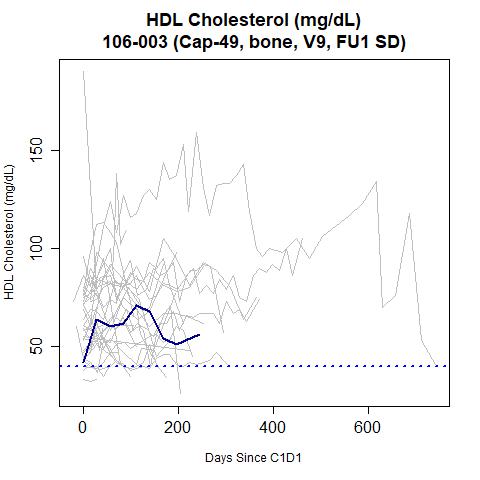 HDL Cholesterol (mg/dL)
106-003 (Cap-49, bone, V9, FU1 SD)
HDL Cholesterol (mg/dL)
150
100
50
0
200
400
600
Days Since C1D1